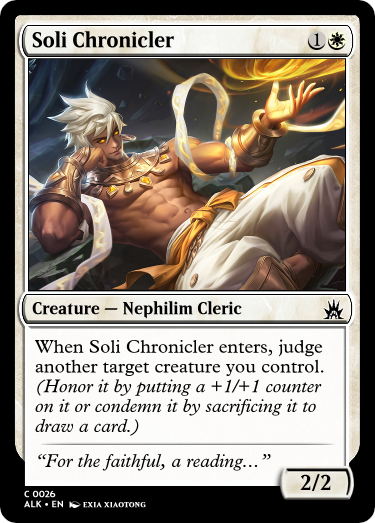 Soli Chronicler 1
Creature — Nephilim Cleric
When Soli Chronicler enters, judge
another target creature you control.
(Honor it by putting a +1/+1 counter
on it or condemn it by sacrificing it to
draw a card.)
“For the faithful, a reading…”
2/2
C 0026
ALK • EN EXIA XIAOTONG